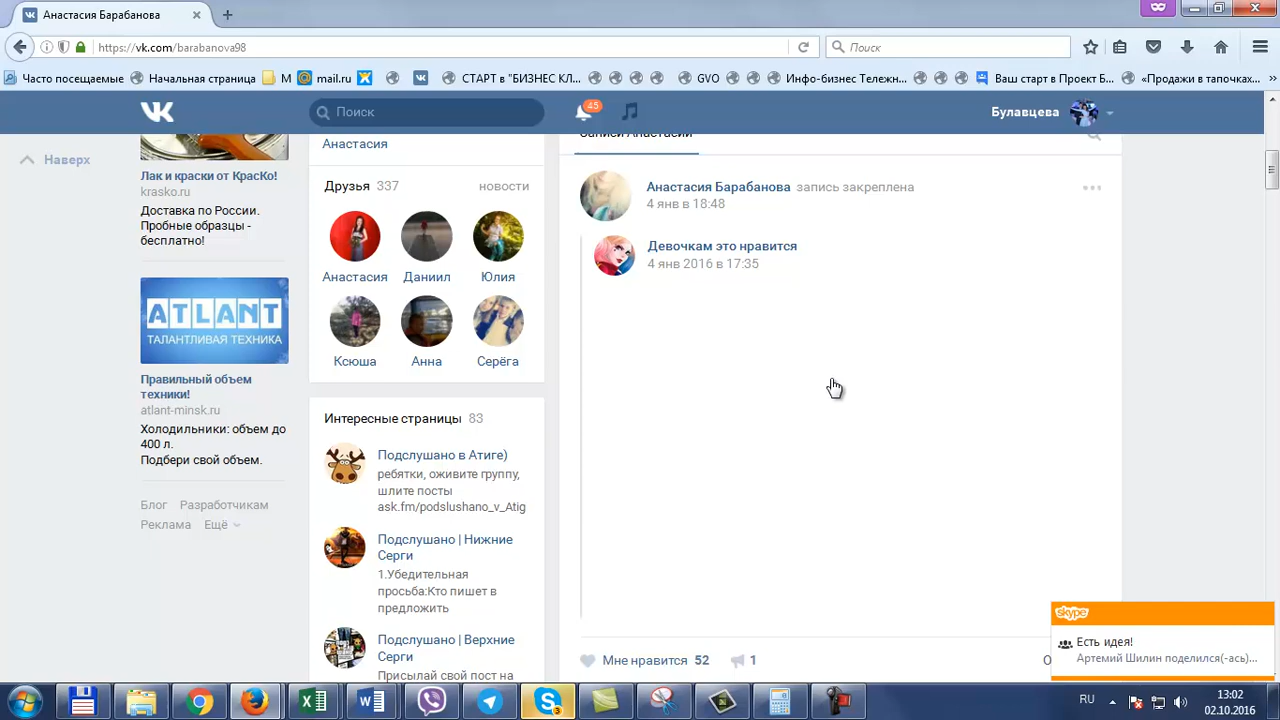 Анастасия Барабанова
https://vk.com/barabanova98
Поиск
Часто посещаемые
Начальная страница
М
mail.ru
СТАРТ в "БИЗНЕС КЛ...
GVO
Инфо-бизнес Тележн...
Ваш старт в Проект Б...
«Продажи в тапочках...
Поиск
45
Булавцева
Наверх
Лак и краски от КрасКо!
krasko.ru
Доставка по России.
Пробные образцы -
бесплатно!
ATLANT
ТАЛАНТЛИВАЯ ТЕХНИКА
Правильный объем
техники!
atlant-minsk.ru
Холодильники: объем до
400 л.
Подбери свой объем.
Блог Разработчикам
Реклама Ещё
Анастасия
Друзья 337 новости
Анастасия Даниил Юлия
Ксюша Анна Серёга
Интересные страницы 83
Подслушано в Атиге)
ребятки, оживите группу,
шлите посты
ask.fm/podslushano_v_Atig
Подслушано | Нижние
Серги
1.Убедительная
просьба:Кто пишет в
предложить
Подслушано | Верхние
Серги
Присылай свой пост на
Записи Анастасии
Анастасия Барабанова запись закреплена
4 янв в 18:48
Девочкам это нравится
4 янв 2016 в 17:35
Мне нравится 52
1
skype
Есть идея!
Артемий Шилин поделился(-ась)...
RU
13:02
02.10.2016